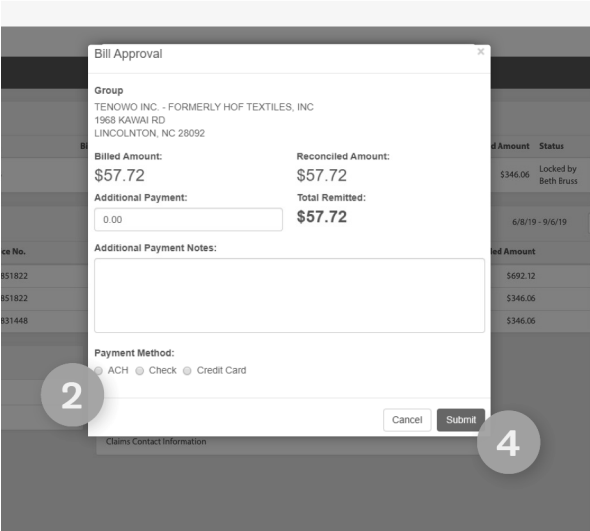 Bill Approval
×
Group
TENOWO INC. - FORMERLY HOF TEXTILES, INC
1968 KAWAI RD
LINCOLNTON, NC 28092
Billed Amount:
Reconciled Amount:
$57.72
$57.72
Additional Payment:
Total Remitted:
0.00
$57.72
Additional Payment Notes:
Payment Method:
ACH Check Credit Card
2
Cancel
Submit
4
Claims Contact Information
Bi
d Amount Status
$346.06
Locked by
Beth Bruss
6/8/19 - 9/6/19
ce No.
led Amount
851822
$692.12
851822
$346.06
831448
$346.06